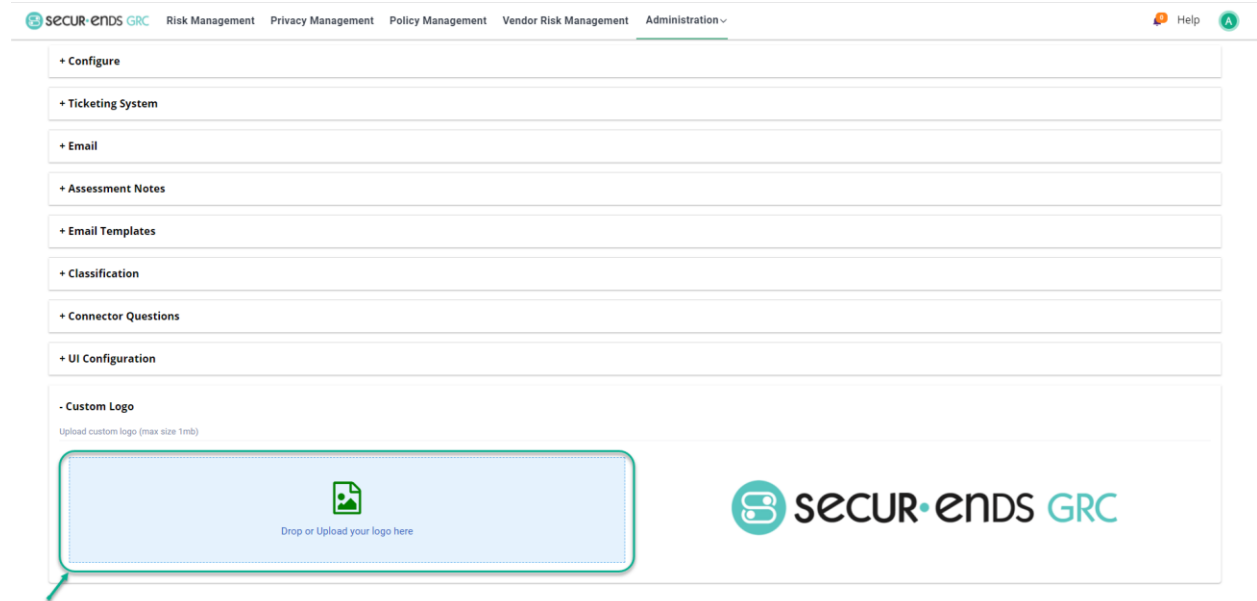 SECUR•ENDS GRC Risk Management Privacy Management Policy Management Vendor Risk Management Administration Help A
+ Configure
+ Ticketing System
+ Email
+ Assessment Notes
+ Email Templates
+ Classification
+ Connector Questions
+ UI Configuration
- Custom Logo
Upload custom logo (max size 1mb)
Drop or Upload your logo here
SECUR•ENDS GRC